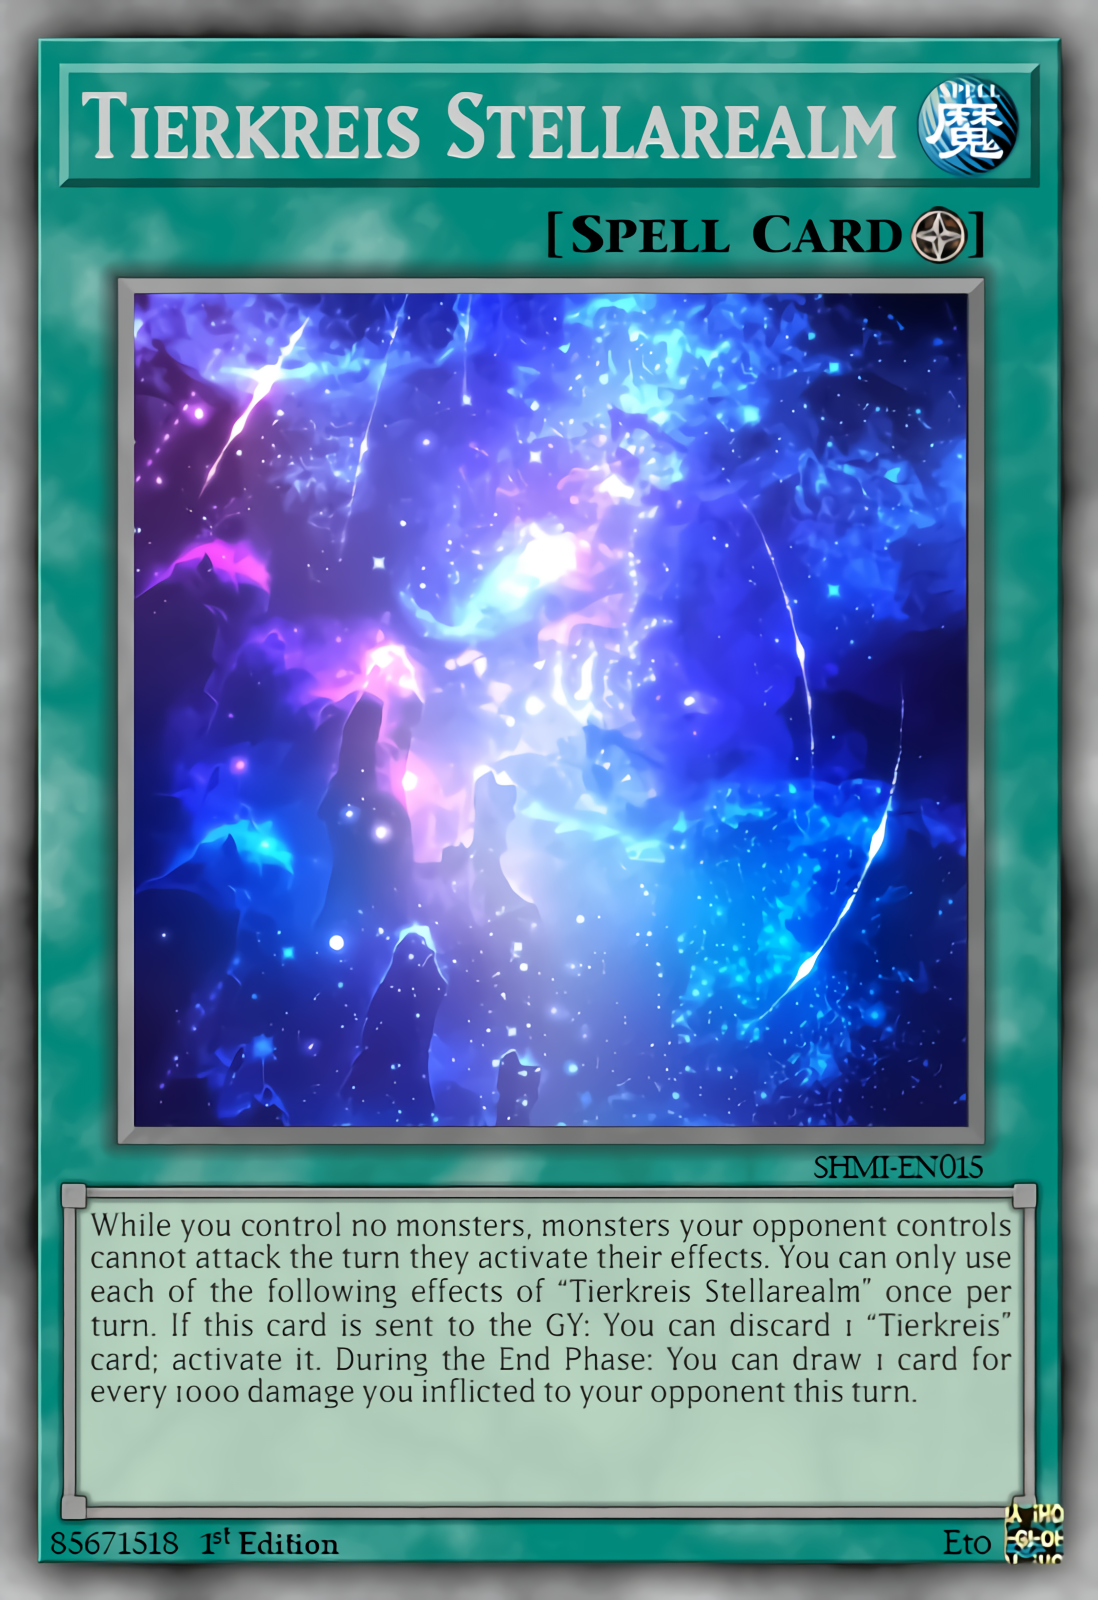 Tierkreis Stellarealm
SPELL
魔
[Spell Card]
SHMI-EN015
While you control no monsters, monsters your opponent controls
cannot attack the turn they activate their effects. You can only use
each of the following effects of “Tierkreis Stellarealm” once per
turn. If this card is sent to the GY: You can discard 1 “Tierkreis”
card; activate it. During the End Phase: You can draw 1 card for
every 1000 damage you inflicted to your opponent this turn.
85671518 1st Edition
Eto